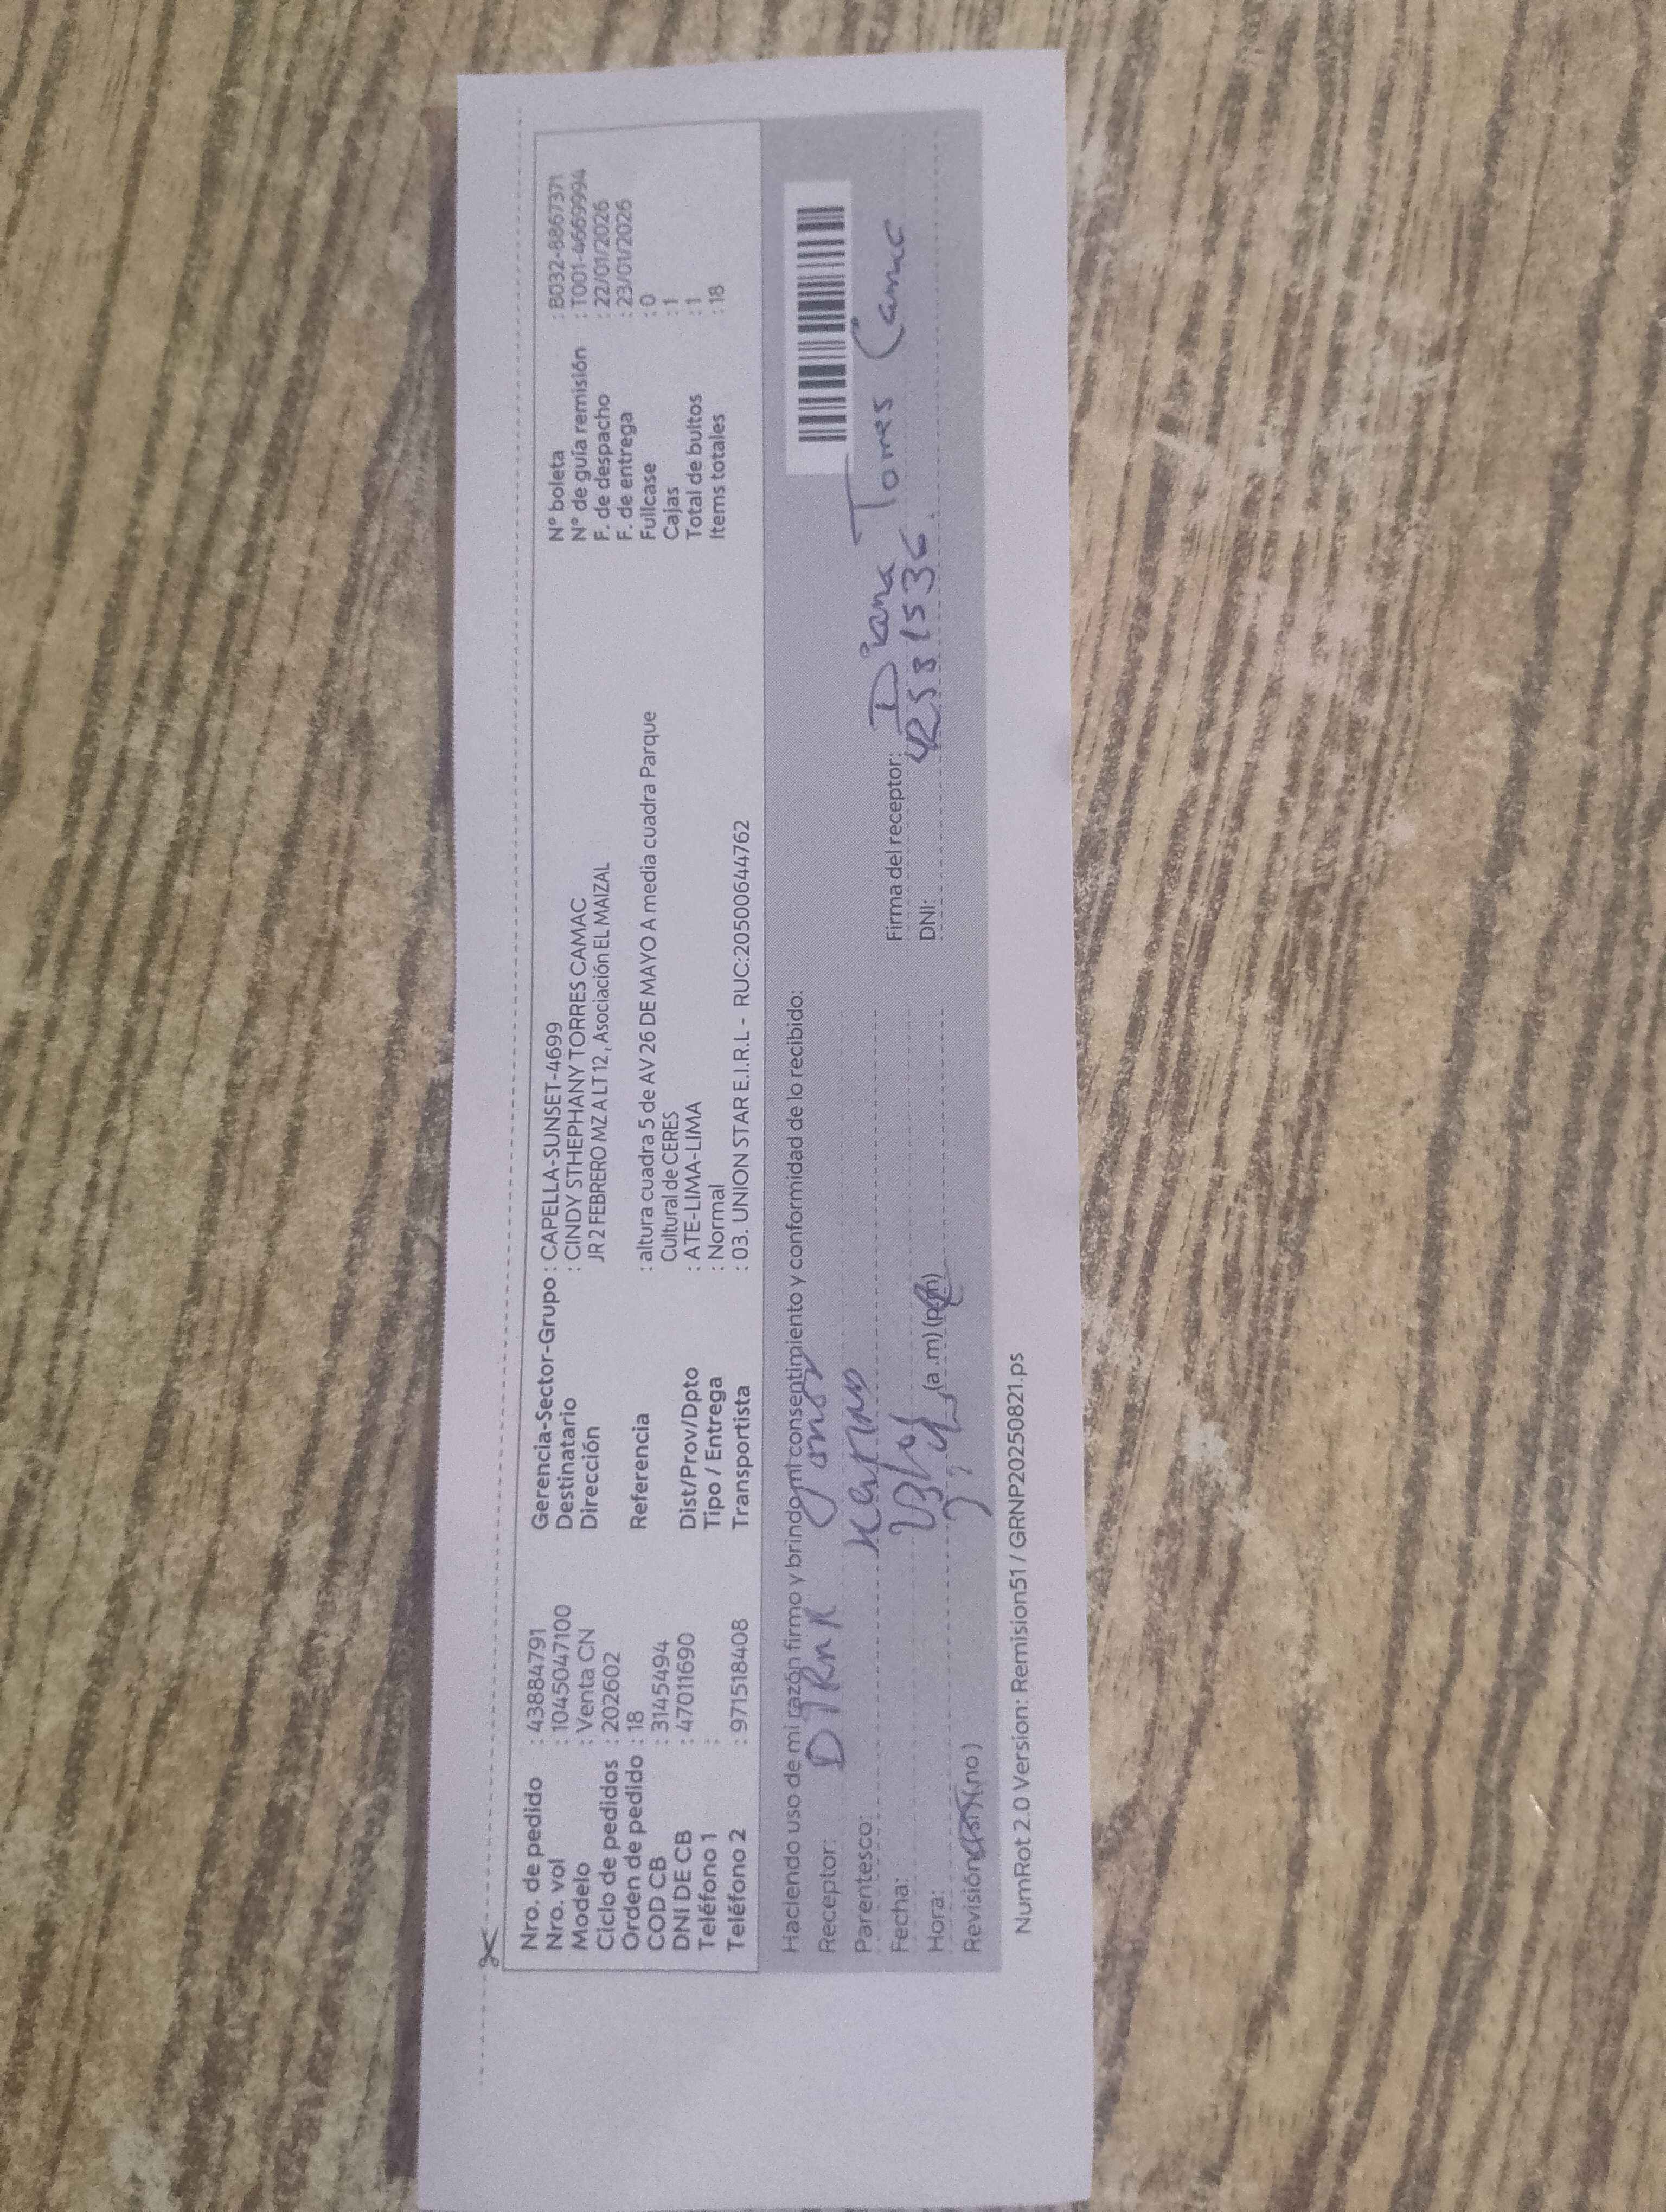 Nro. de pedido : 43884791
Nro. vol : 1045047100
Modelo : Venta CN
Ciclo de pedidos : 202602
Orden de pedido : 18
COD CB : 3145494
DNI DE CB : 47011690
Teléfono 1 :
Teléfono 2 : 971518408
Gerencia-Sector-Grupo : CAPELLA-SUNSET-4699
Destinatario : CINDY STHEPHANY TORRES CAMAC
Dirección JR 2 FEBRERO MZ A LT 12 , Asociación EL MAIZAL
Referencia : altura cuadra 5 de AV 26 DE MAYO A media cuadra Parque
Cultural de CERES
Dist/Prov/Dpto : ATE-LIMA-LIMA
Tipo / Entrega : Normal
Transportista : 03. UNION STAR E.I.R.L - RUC:20500644762
N° boleta : B032-8867371
N° de guía remisión : T001-4669994
F. de despacho : 22/01/2026
F. de entrega : 23/01/2026
Fullcase : 0
Cajas : 1
Total de bultos : 1
Items totales : 18
Haciendo uso de mi razón firmo y brindo mi consentimiento y conformidad de lo recibido:
Receptor:
Parentesco:
Fecha:
Hora: (a.m) (p.m)
Revisión (si) (no)
Firma del receptor: Diana Torres Camac
DNI: 42581536
NumRot 2.0 Version: Remision51 / GRNP20250821.ps